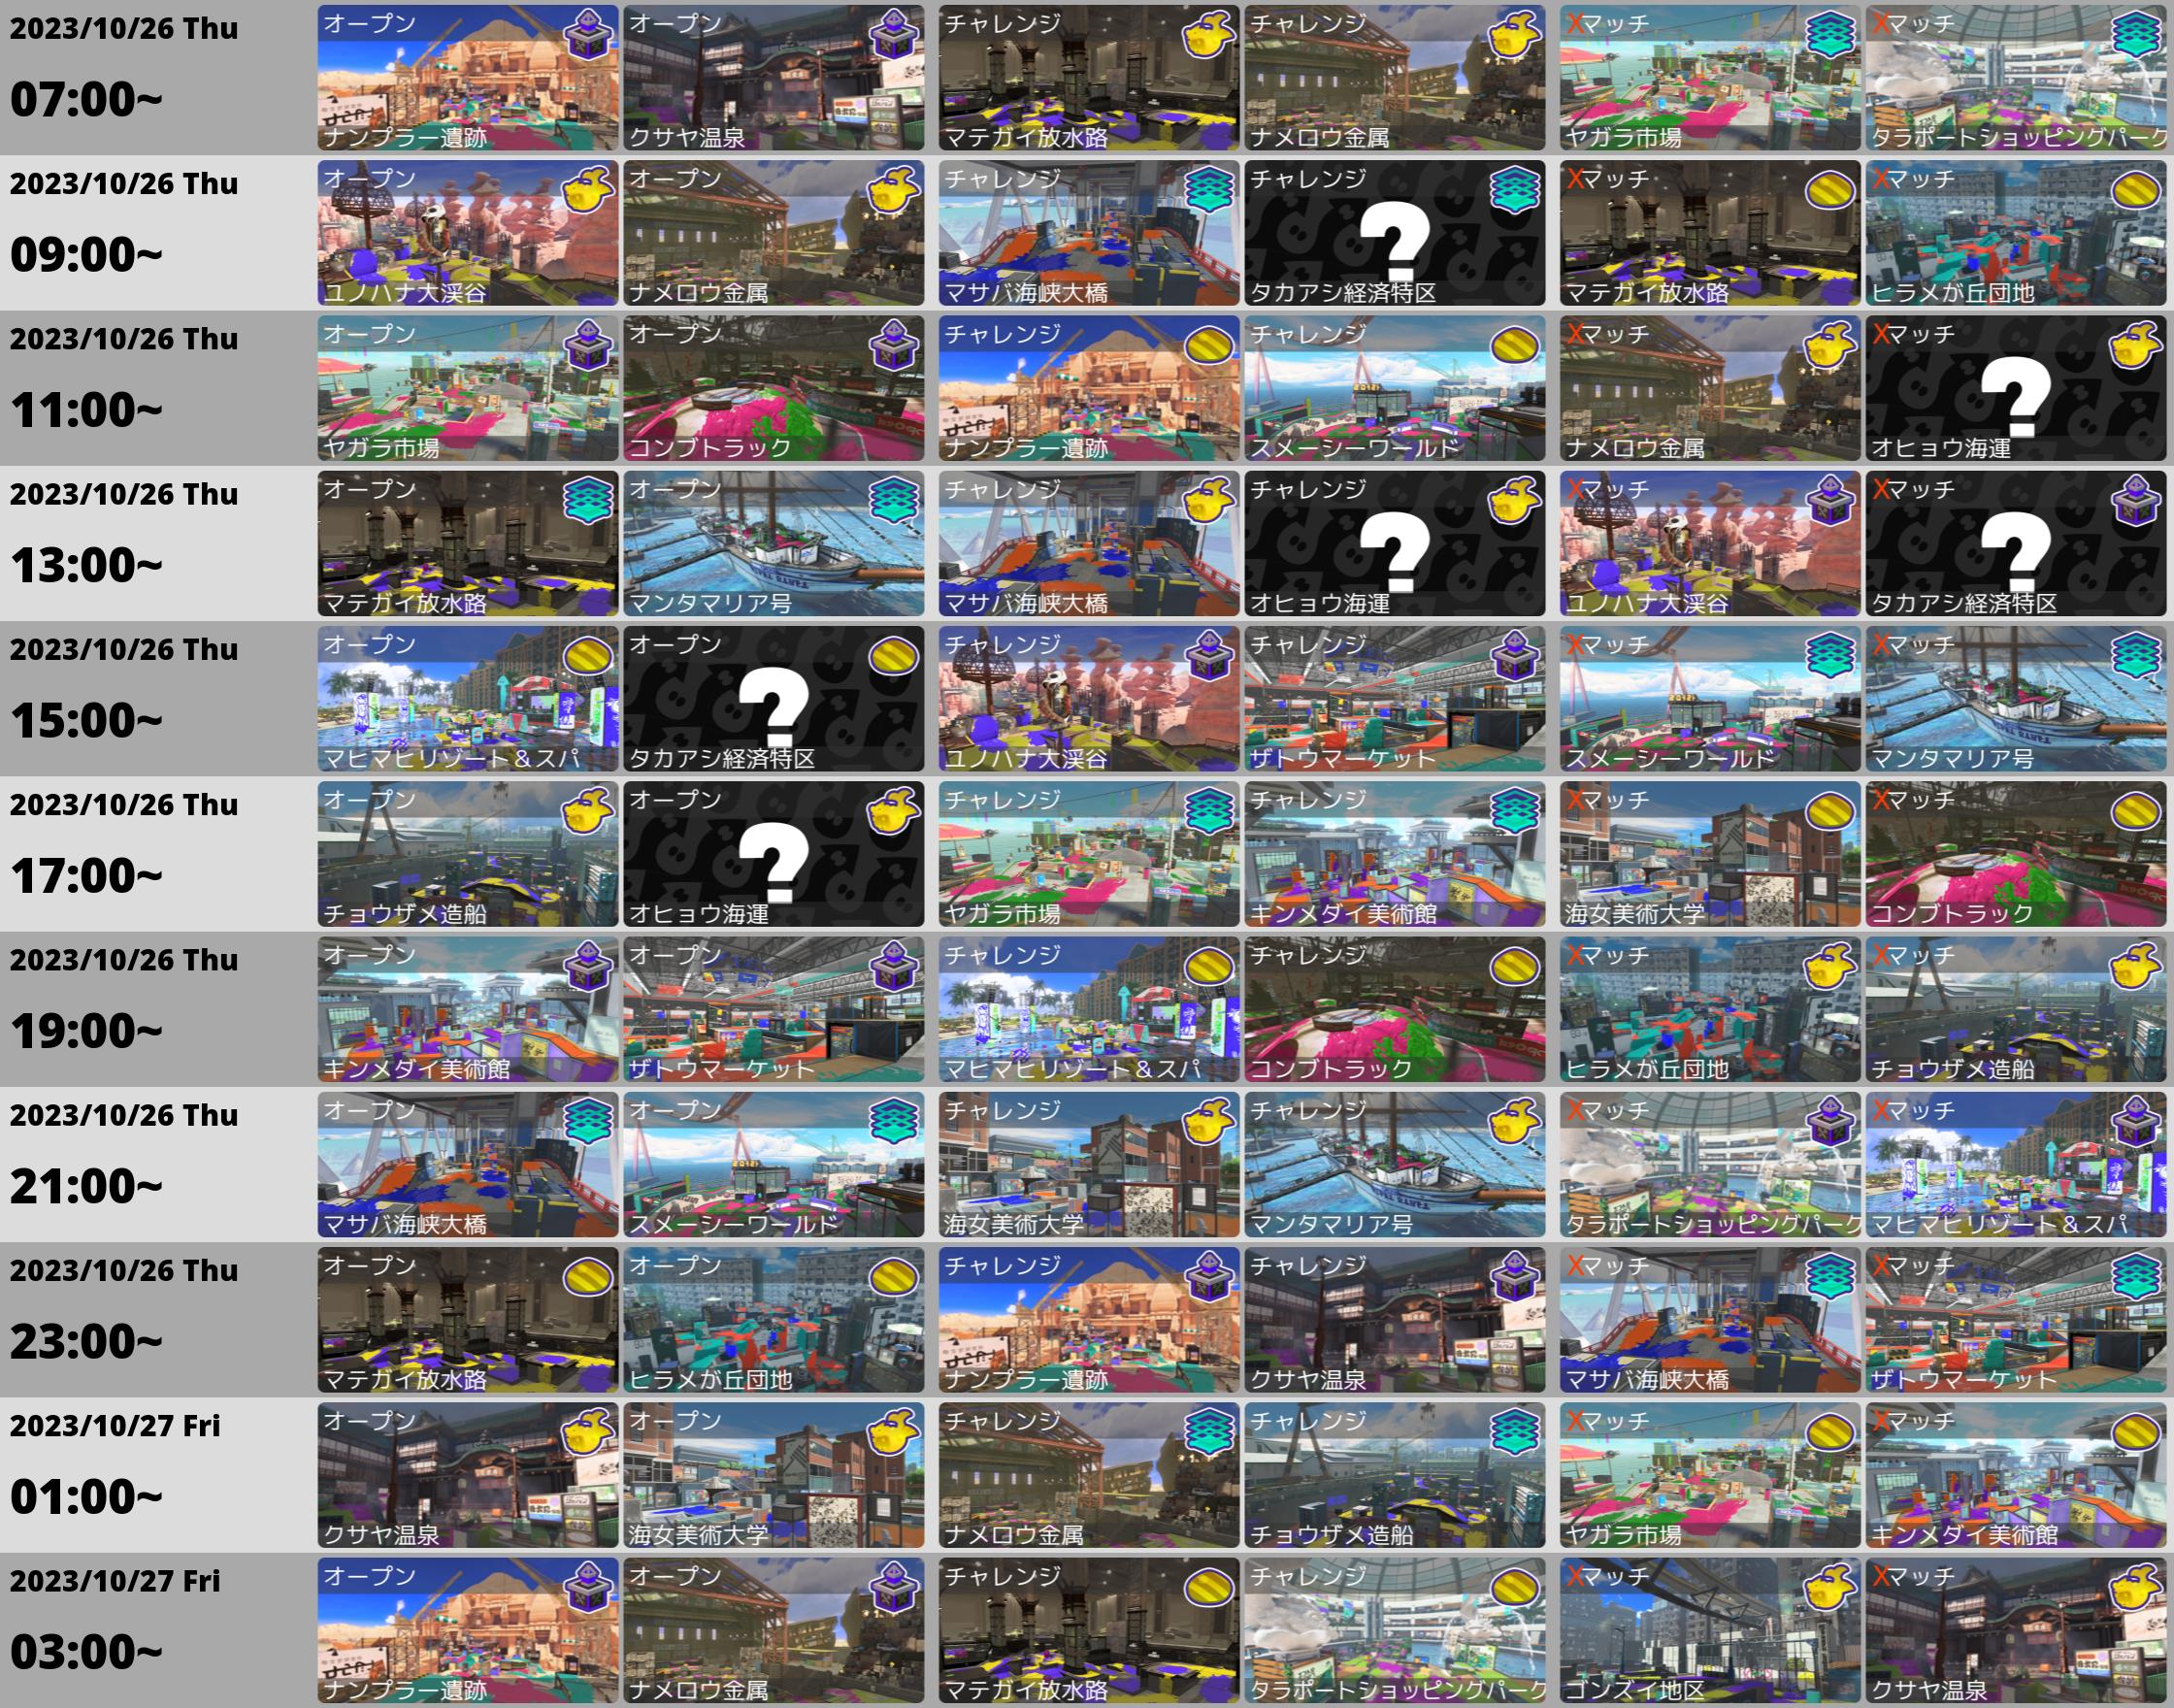 2023/10/26 Thu
07:00~
オープン
ナンプラー遺跡
オープン
クサヤ温泉
チャレンジ
マテガイ放水路
チャレンジ
ナメロウ金属
Xマッチ
ヤガラ市場
Xマッチ
タラポートショッピングパーク
2023/10/26 Thu
09:00~
オープン
ユノハナ大渓谷
オープン
ナメロウ金属
チャレンジ
マサバ海峡大橋
チャレンジ
?
タカアシ経済特区
Xマッチ
マテガイ放水路
Xマッチ
ヒラメが丘団地
2023/10/26 Thu
11:00~
オープン
ヤガラ市場
オープン
コンブトラック
チャレンジ
ナンプラー遺跡
チャレンジ
スメーシーワールド
Xマッチ
ナメロウ金属
Xマッチ
?
オヒョウ海運
2023/10/26 Thu
13:00~
オープン
マテガイ放水路
オープン
マンタマリア号
チャレンジ
マサバ海峡大橋
チャレンジ
?
オヒョウ海運
Xマッチ
ユノハナ大渓谷
Xマッチ
?
タカアシ経済特区
2023/10/26 Thu
15:00~
オープン
マヒマヒリゾート&スパ
オープン
?
タカアシ経済特区
チャレンジ
ユノハナ大渓谷
チャレンジ
ザトウマーケット
Xマッチ
スメーシーワールド
Xマッチ
マンタマリア号
2023/10/26 Thu
17:00~
オープン
チョウザメ造船
オープン
?
オヒョウ海運
チャレンジ
ヤガラ市場
チャレンジ
キンメダイ美術館
Xマッチ
海女美術大学
Xマッチ
コンブトラック
2023/10/26 Thu
19:00~
オープン
キンメダイ美術館
オープン
ザトウマーケット
チャレンジ
マヒマヒリゾート&スパ
チャレンジ
コンブトラック
Xマッチ
ヒラメが丘団地
Xマッチ
チョウザメ造船
2023/10/26 Thu
21:00~
オープン
マサバ海峡大橋
オープン
スメーシーワールド
チャレンジ
海女美術大学
チャレンジ
マンタマリア号
Xマッチ
タラポートショッピングパーク
Xマッチ
マヒマヒリゾート&スパ
2023/10/26 Thu
23:00~
オープン
マテガイ放水路
オープン
ヒラメが丘団地
チャレンジ
ナンプラー遺跡
チャレンジ
クサヤ温泉
Xマッチ
マサバ海峡大橋
Xマッチ
ザトウマーケット
2023/10/27 Fri
01:00~
オープン
クサヤ温泉
オープン
海女美術大学
チャレンジ
ナメロウ金属
チャレンジ
チョウザメ造船
Xマッチ
ヤガラ市場
Xマッチ
キンメダイ美術館
2023/10/27 Fri
03:00~
オープン
ナンプラー遺跡
オープン
ナメロウ金属
チャレンジ
マテガイ放水路
チャレンジ
タラポートショッピングパーク
Xマッチ
ゴンズイ地区
Xマッチ
クサヤ温泉